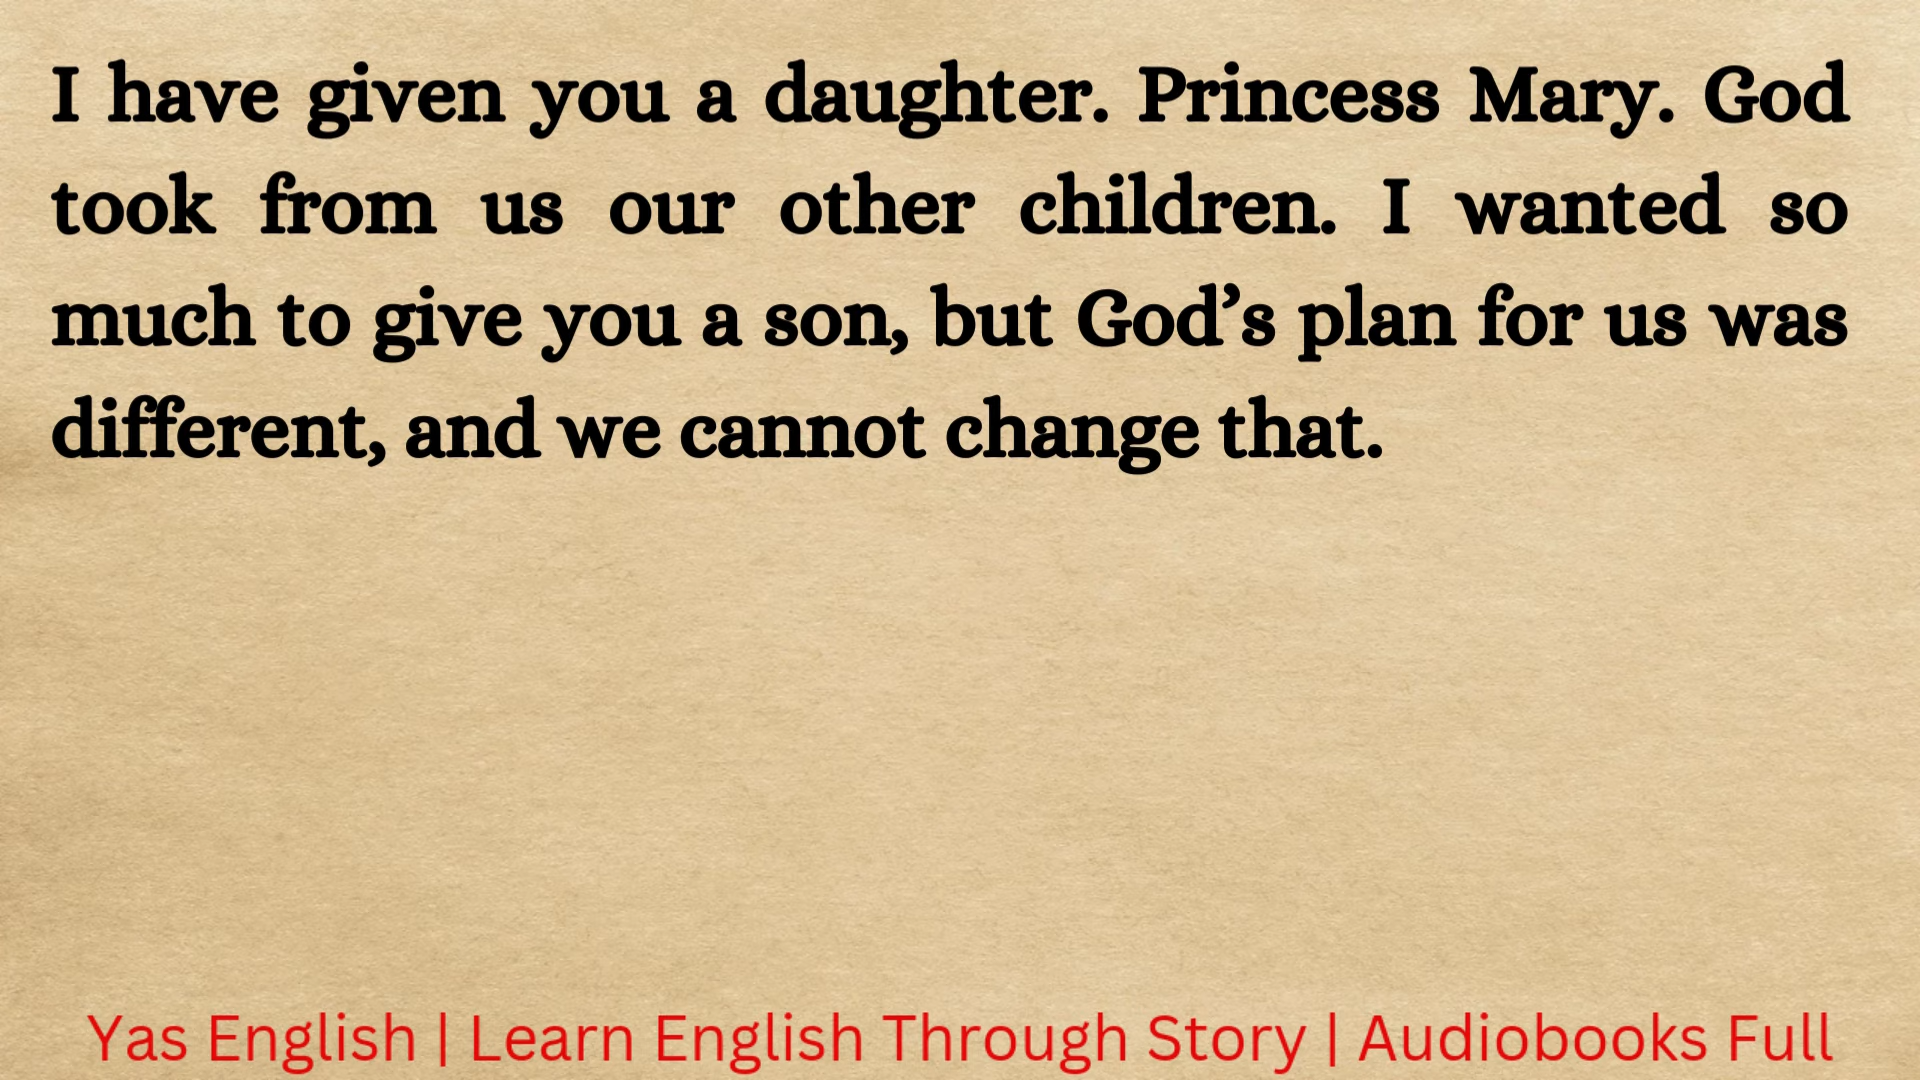 I have given you a daughter. Princess Mary. God
took from us our other children. I wanted so
much to give you a son, but God’s plan for us was
different, and we cannot change that.
Yas English | Learn English Through Story | Audiobooks Full